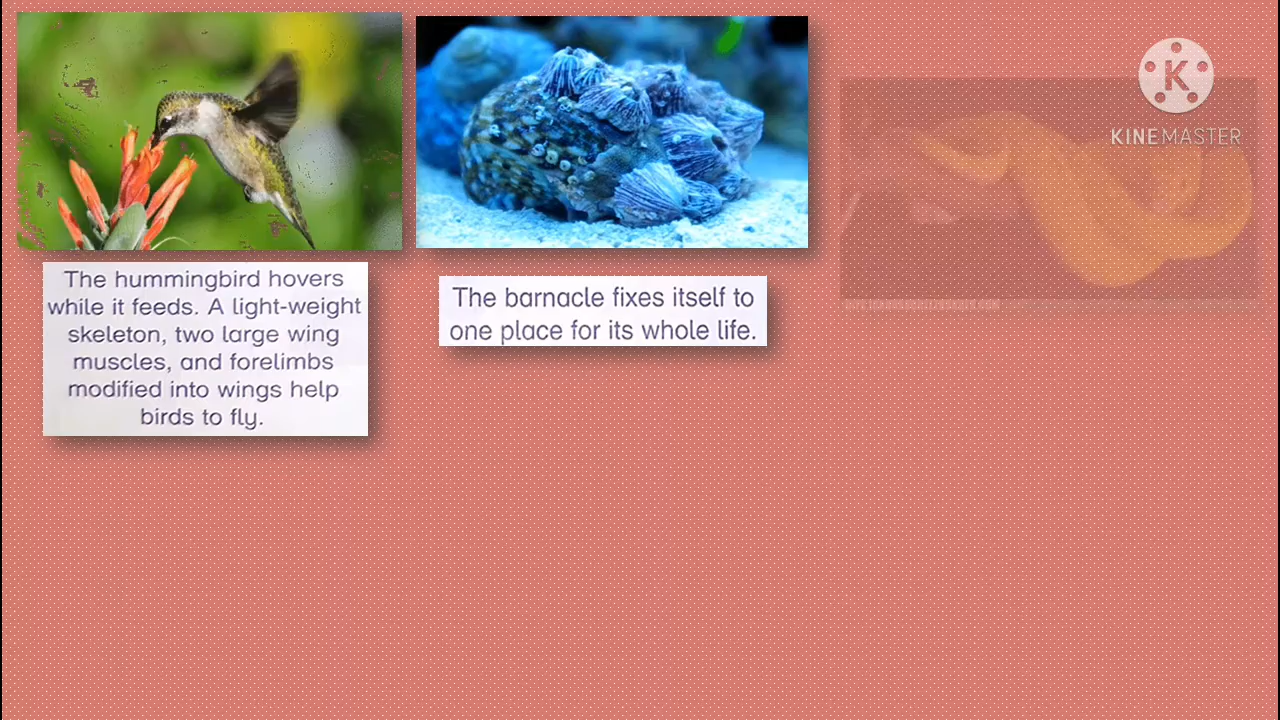 The hummingbird hovers
while it feeds. A light-weight
skeleton, two large wing
muscles, and forelimbs
modified into wings help
birds to fly.
The barnacle fixes itself to
one place for its whole life.
K
KINEMASTER